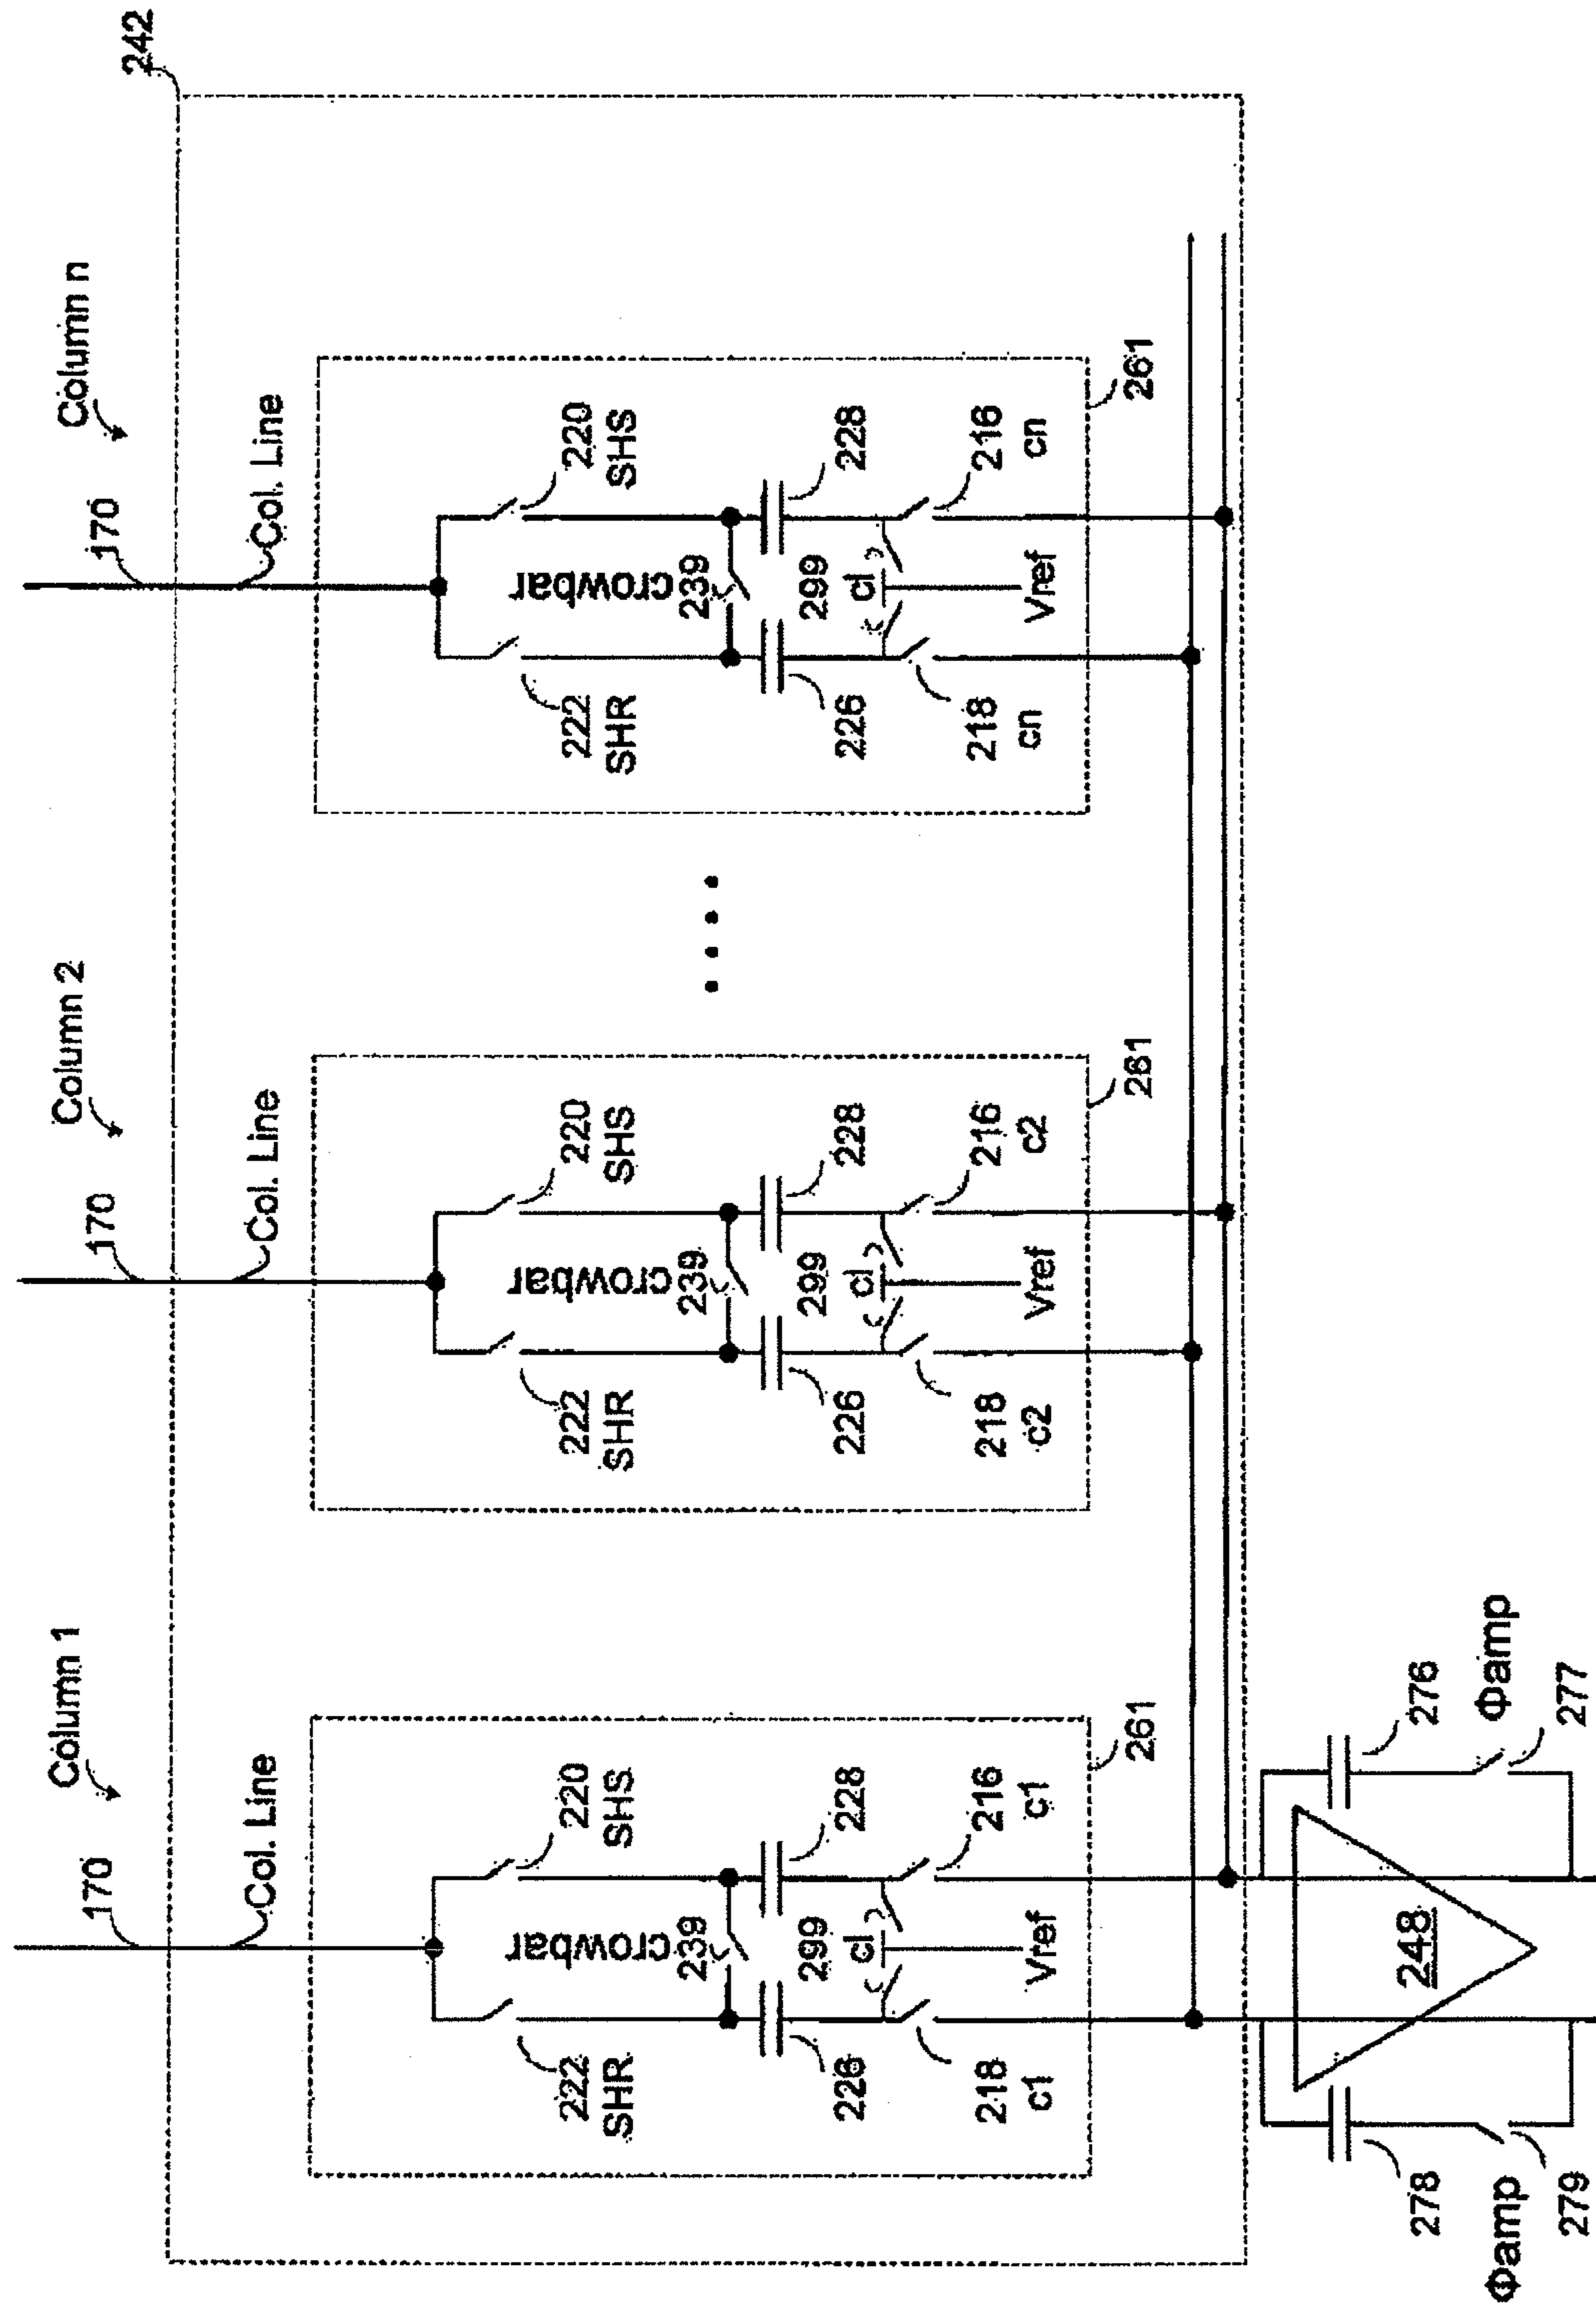 242
Column 1
170
Col. Line
220
SHS
222
SHR
crowbar
239
228
226
299
cl
216
c1
218
c1
Vref
261
Column 2
170
Col. Line
220
SHS
222
SHR
crowbar
239
228
226
299
cl
216
c2
218
c2
Vref
261
Column n
170
Col. Line
220
SHS
222
SHR
crowbar
239
228
226
299
cl
216
cn
218
cn
Vref
261
276
Φamp
277
248
278
Φamp
279